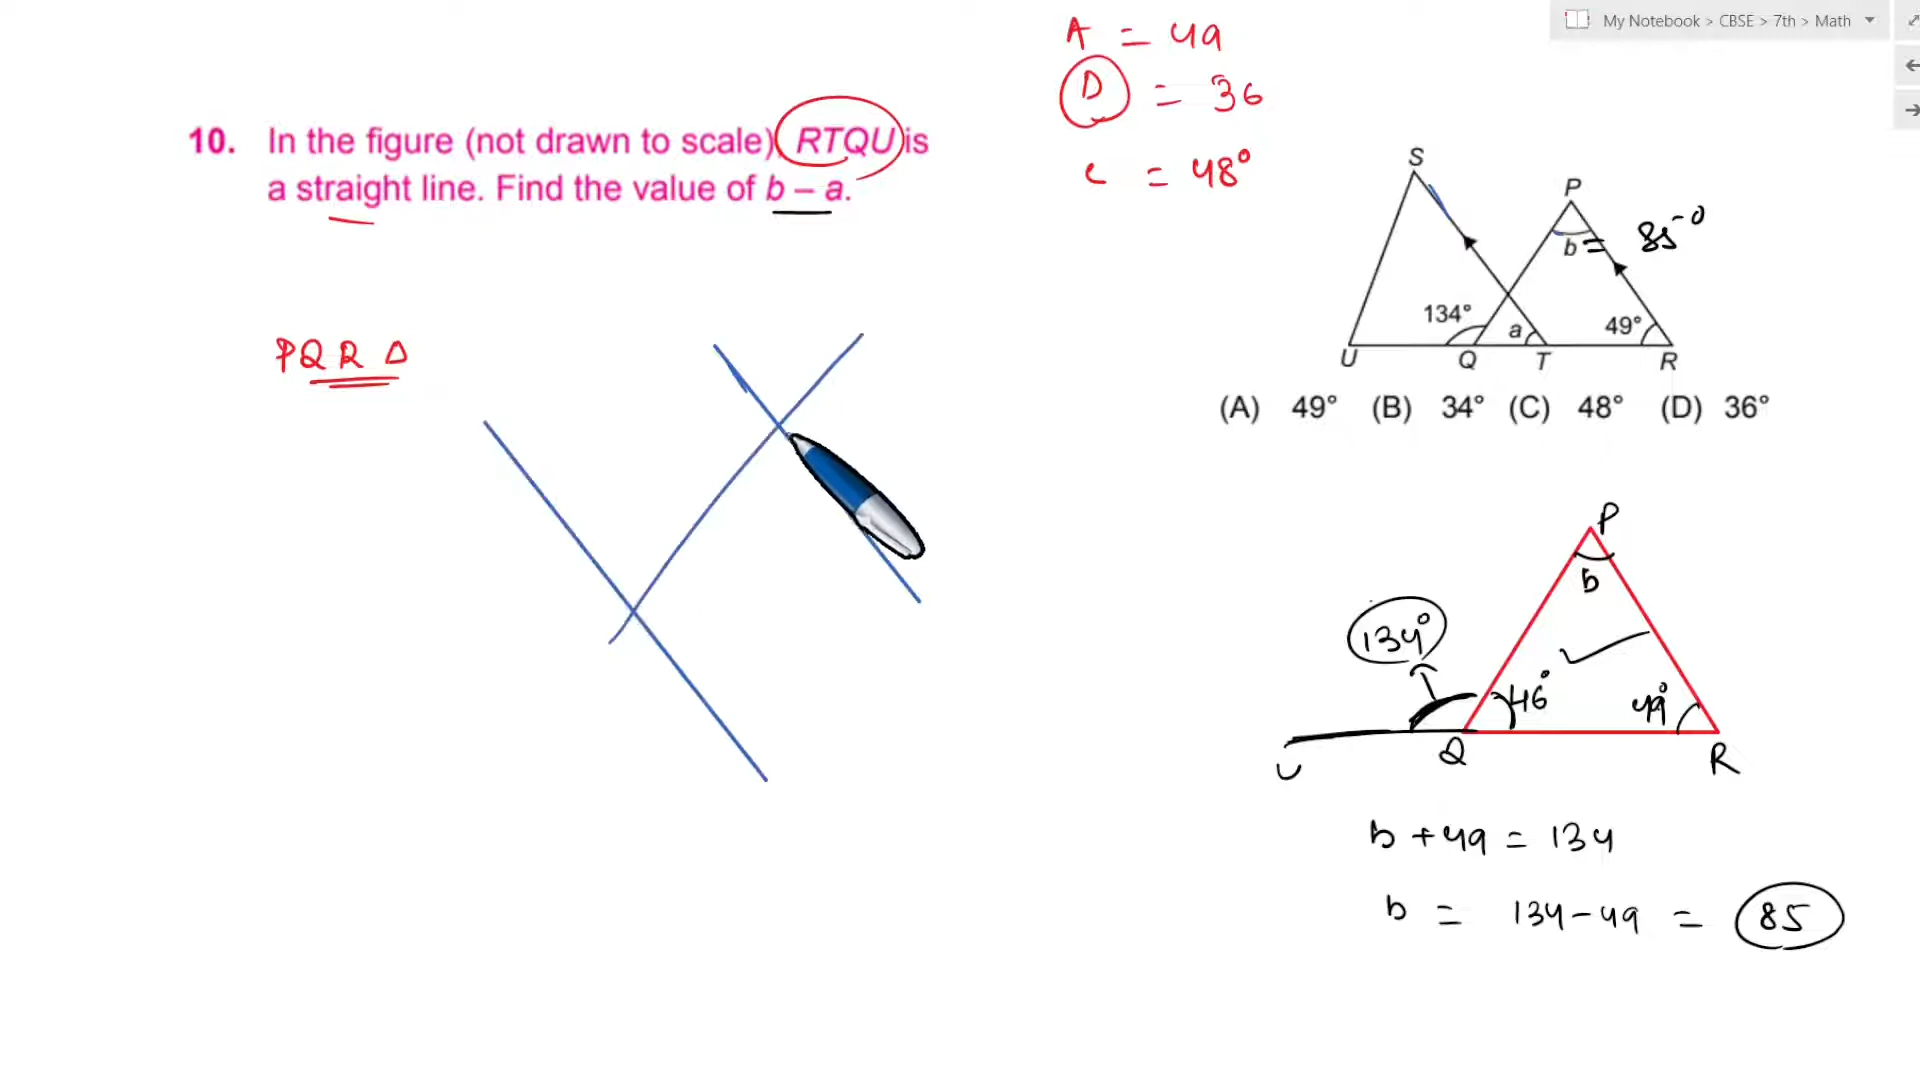 My Notebook > CBSE > 7th > Math
A = 49
D = 36
c = 48°
10. In the figure (not drawn to scale) RTQU is
a straight line. Find the value of b – a.
S
P
b = 85°
134°
a
49°
U
Q
T
R
(A) 49° (B) 34° (C) 48° (D) 36°
PQR Δ
P
b
134°
46°
49°
U
Q
R
b + 49 = 134
b = 134 - 49 = 85